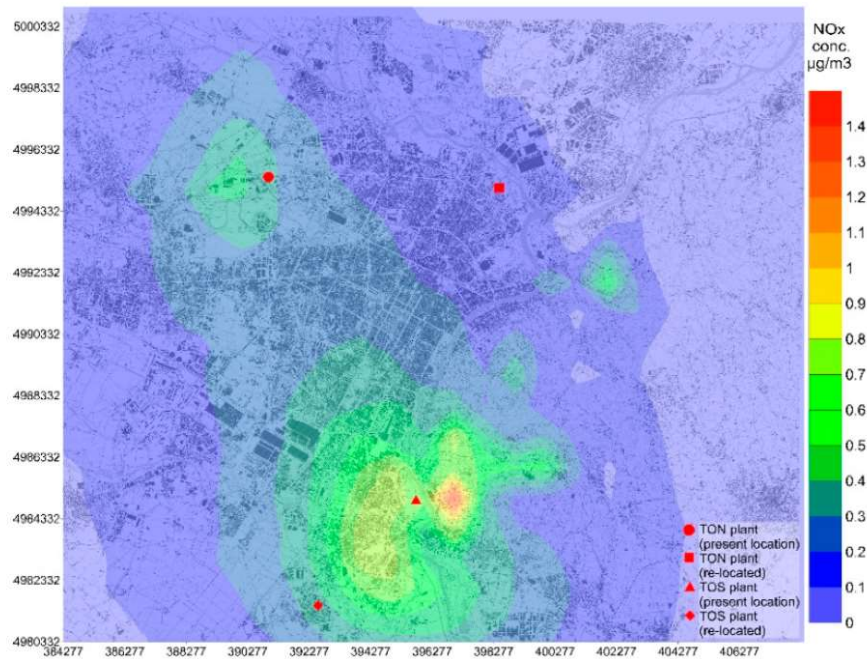 NOx
conc.
µg/m3
5000332
4998332
4996332
4994332
4992332
4990332
4988332
4986332
4984332
4982332
4980332
1.4
1.3
1.2
1.1
1
0.9
0.8
0.7
0.6
0.5
0.4
0.3
0.2
0.1
0
TON plant
(present location)
TON plant
(re-located)
TOS plant
(present location)
TOS plant
(re-located)
384277 386277 388277 390277 392277 394277 396277 398277 400277 402277 404277 406277